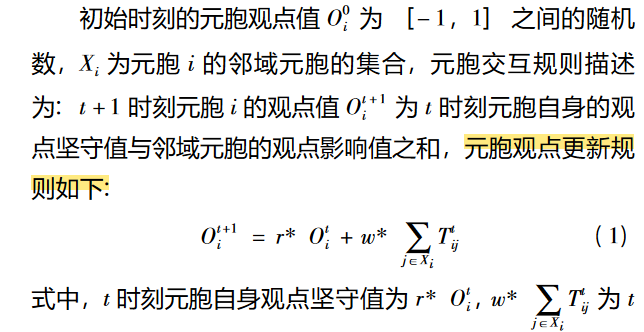 初始时刻的元胞观点值 O_i^0 为 [-1, 1] 之间的随机
数, X_i 为元胞 i 的邻域元胞的集合, 元胞交互规则描述
为: t+1 时刻元胞 i 的观点值 O_i^{t+1} 为 t 时刻元胞自身的观
点坚守值与邻域元胞的观点影响值之和, 元胞观点更新规
则如下:
O_i^{t+1} = r* O_i^t + w* \sum_{j∈X_i} T_{ij}^t (1)
式中, t 时刻元胞自身观点坚守值为 r* O_i^t, w* \sum_{j∈X_i} T_{ij}^t 为 t